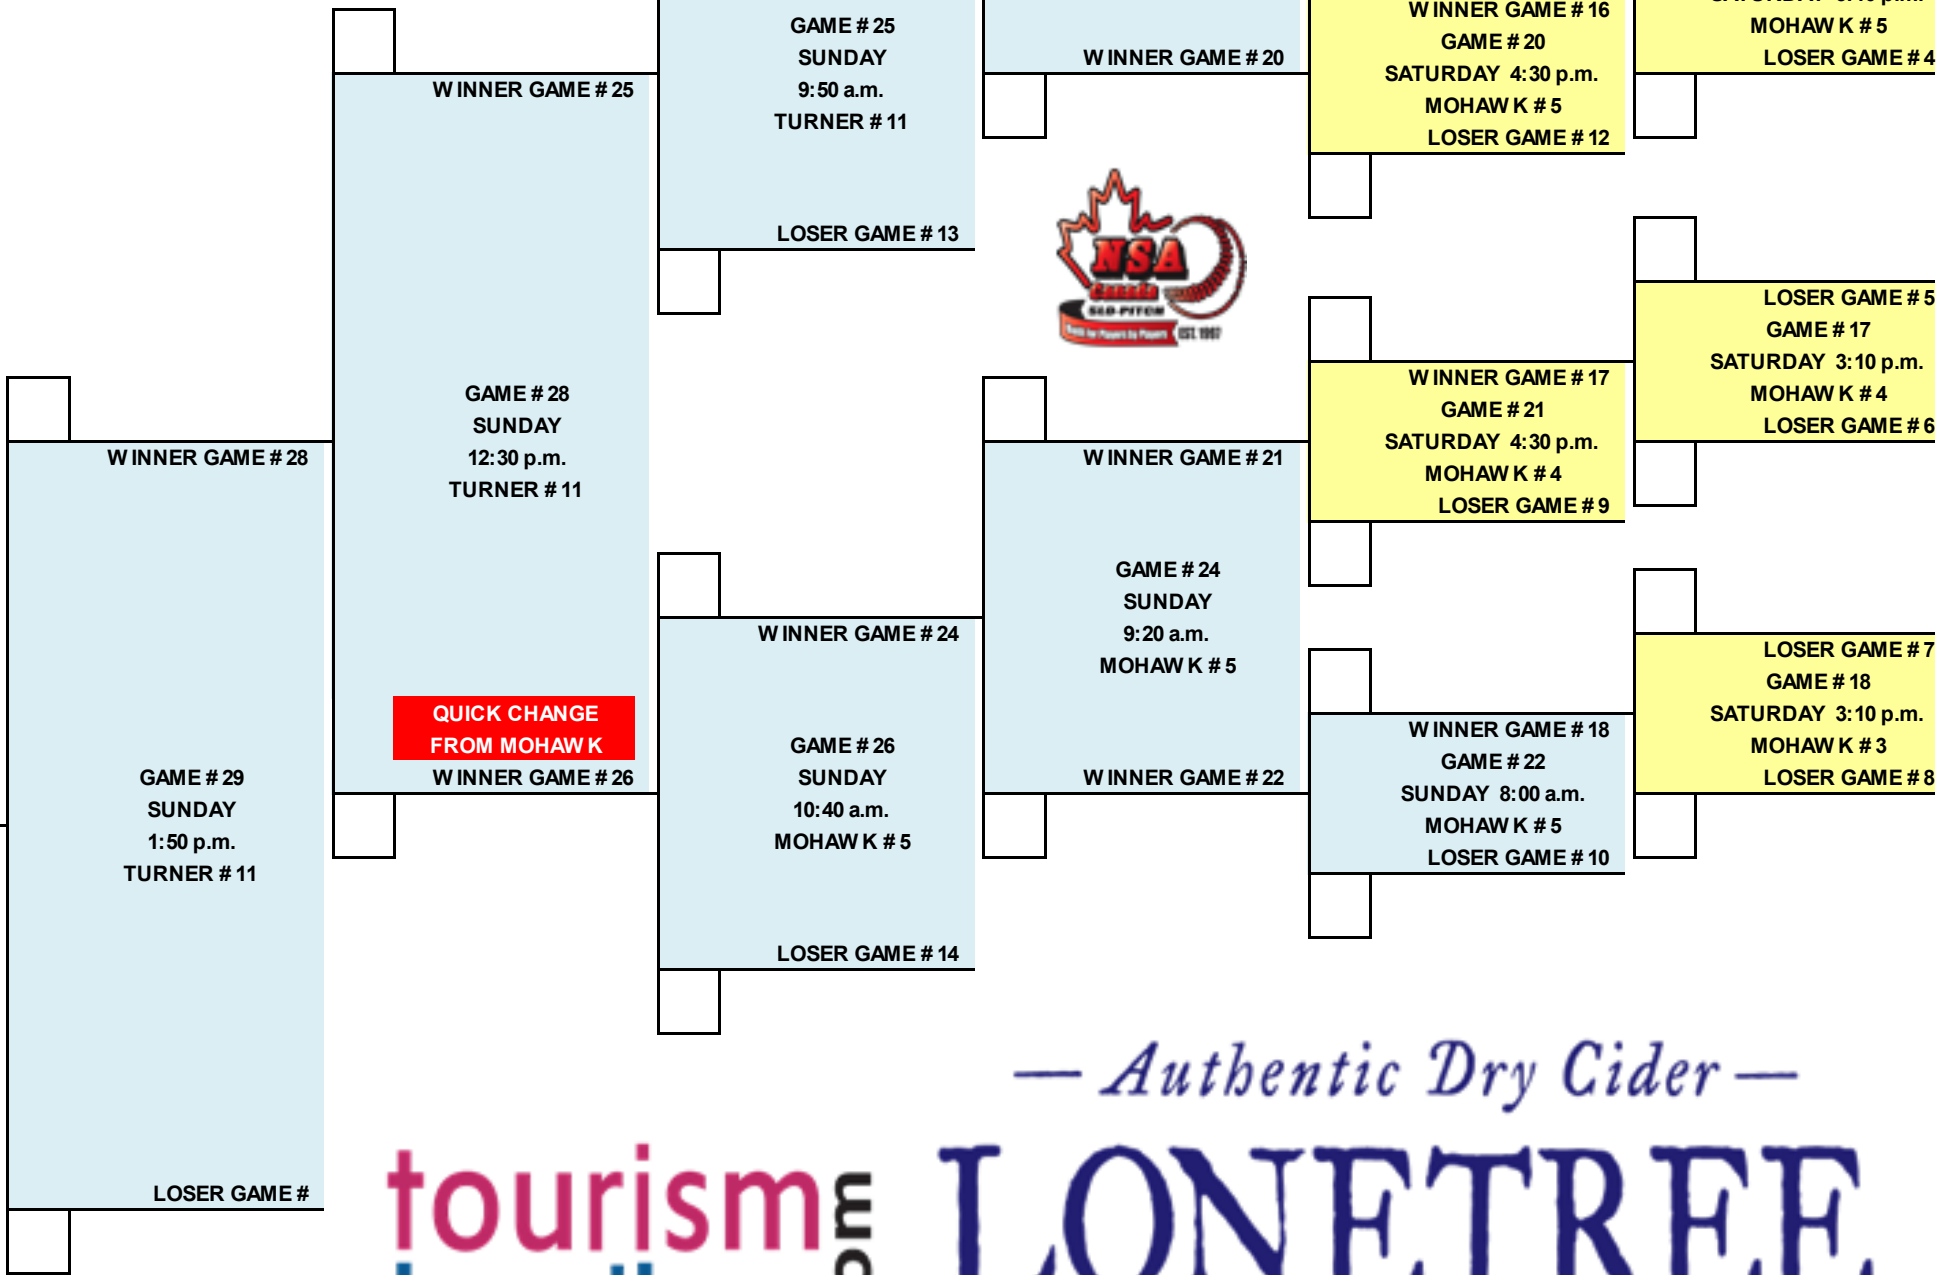 WINNER GAME # 16
GAME # 20
SATURDAY 4:30 p.m.
MOHAWK # 5
LOSER GAME # 12
MOHAWK # 5
LOSER GAME # 4
WINNER GAME # 20
GAME # 25
SUNDAY
9:50 a.m.
TURNER # 11
LOSER GAME # 13
WINNER GAME # 25
GAME # 28
SUNDAY
12:30 p.m.
TURNER # 11
QUICK CHANGE
FROM MOHAWK
WINNER GAME # 26
NSA
Canada
SLO-PITCH
EST. 1997
LOSER GAME # 5
GAME # 17
SATURDAY 3:10 p.m.
MOHAWK # 4
LOSER GAME # 6
WINNER GAME # 17
GAME # 21
SATURDAY 4:30 p.m.
MOHAWK # 4
LOSER GAME # 9
WINNER GAME # 21
GAME # 24
SUNDAY
9:20 a.m.
MOHAWK # 5
WINNER GAME # 22
LOSER GAME # 7
GAME # 18
SATURDAY 3:10 p.m.
MOHAWK # 3
LOSER GAME # 8
WINNER GAME # 18
GAME # 22
SUNDAY 8:00 a.m.
MOHAWK # 5
LOSER GAME # 10
WINNER GAME # 24
GAME # 26
SUNDAY
10:40 a.m.
MOHAWK # 5
LOSER GAME # 14
WINNER GAME # 28
GAME # 29
SUNDAY
1:50 p.m.
TURNER # 11
LOSER GAME #
— Authentic Dry Cider —
LONETREE
tourism